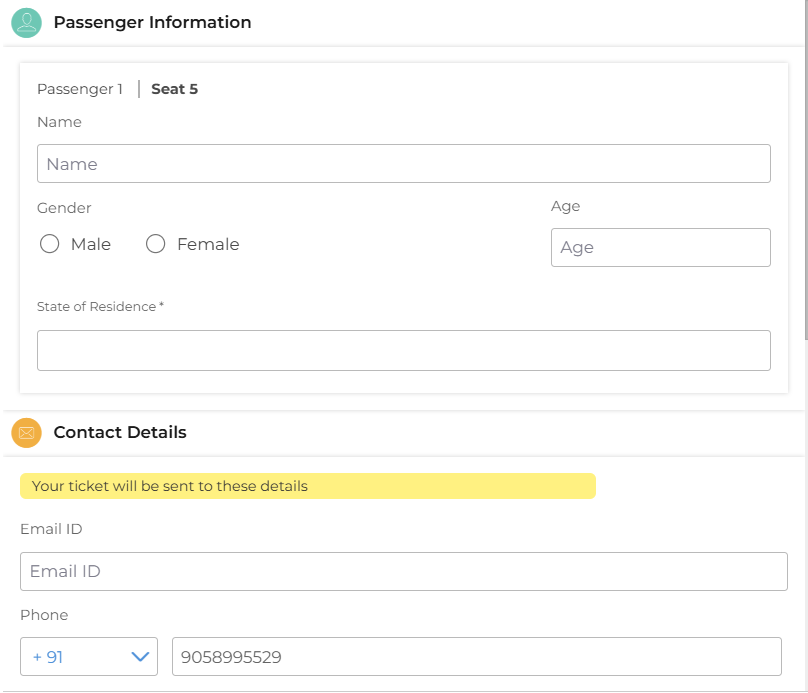 Passenger Information
Passenger 1 | Seat 5
Name
Name
Gender
Age
Male Female
Age
State of Residence *
Contact Details
Your ticket will be sent to these details
Email ID
Email ID
Phone
+ 91 9058995529